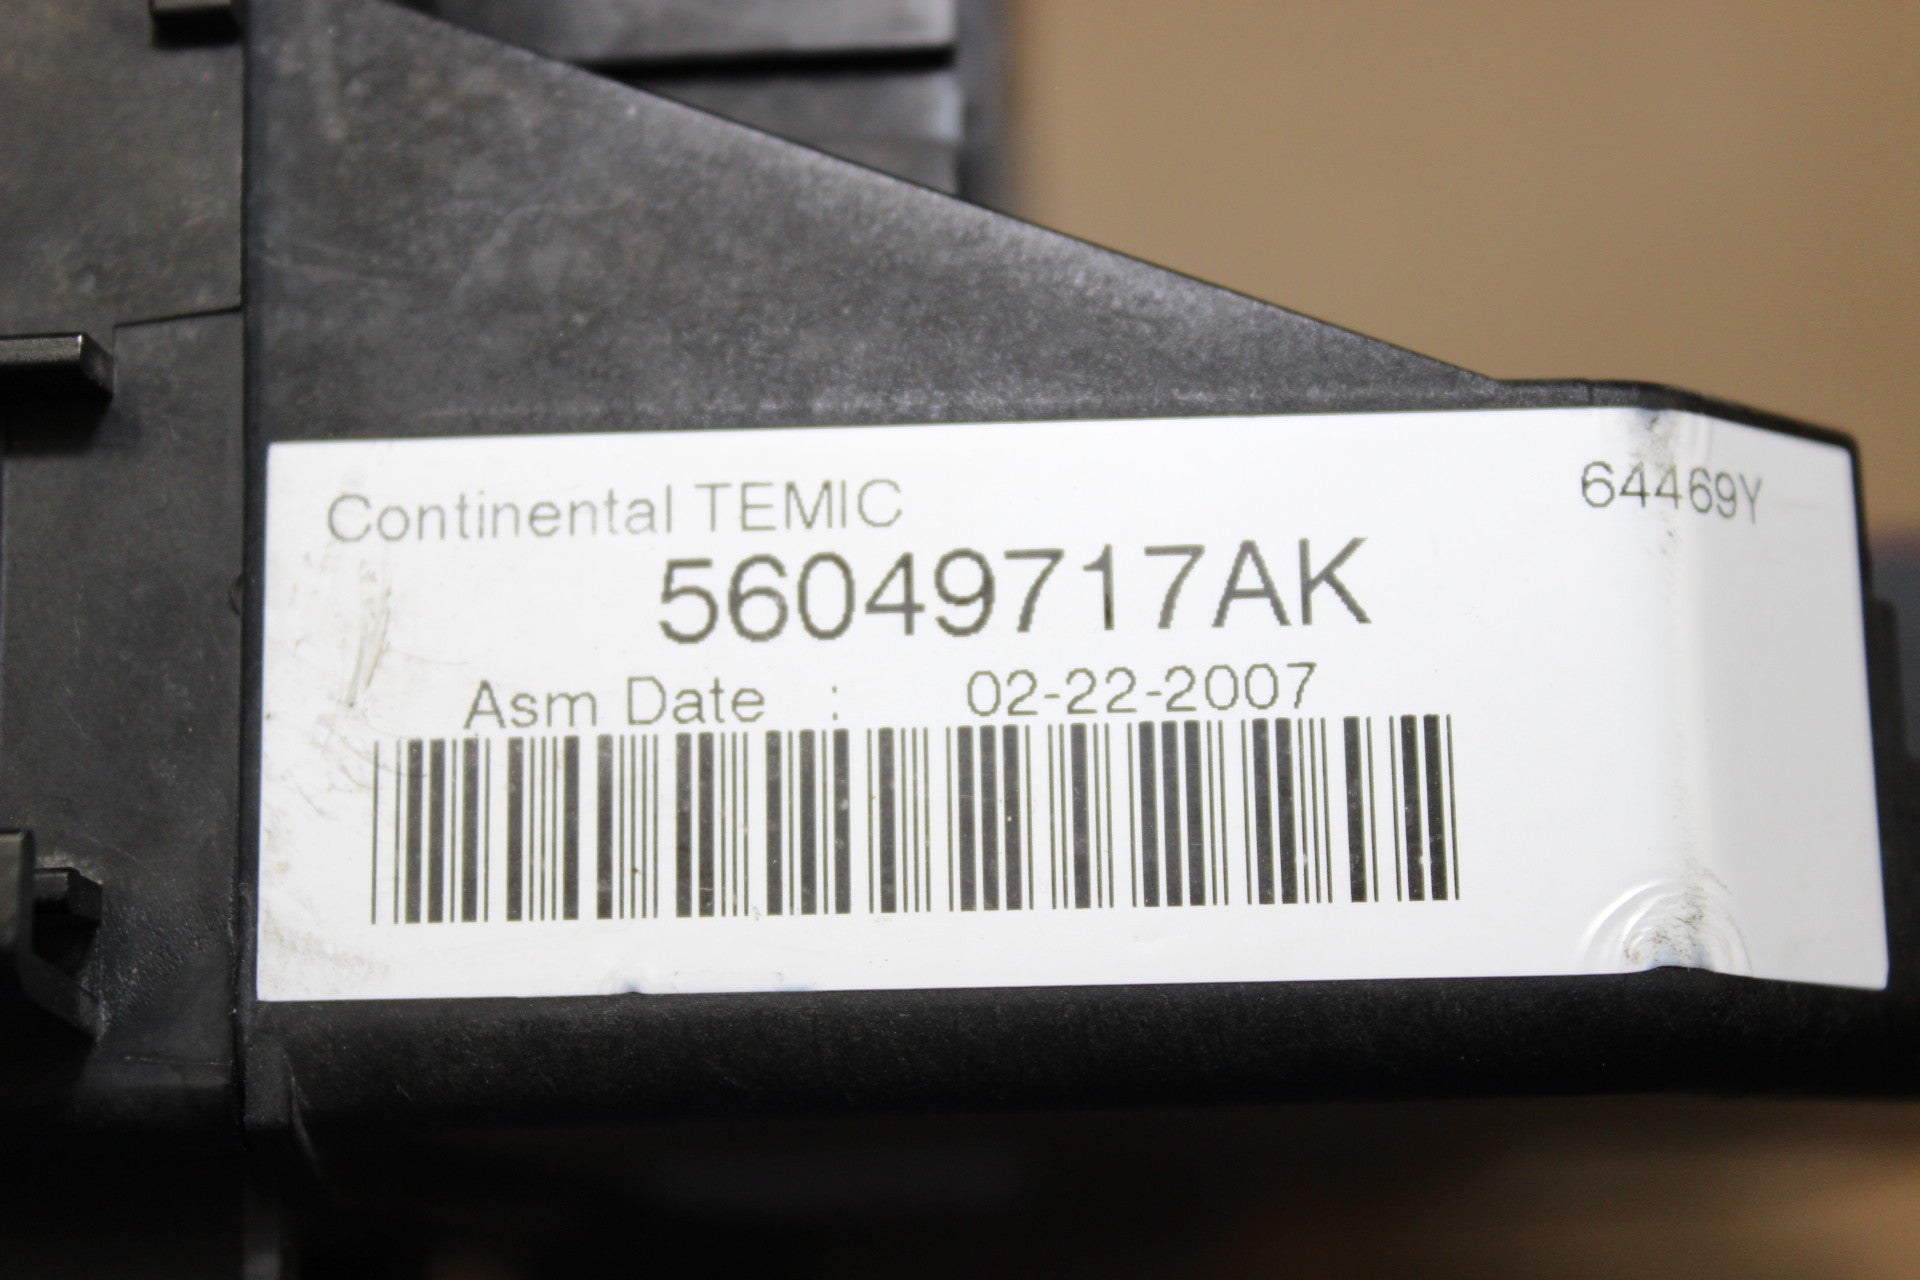 Continental TEMIC 64469Y
56049717AK
Asm Date : 02-22-2007